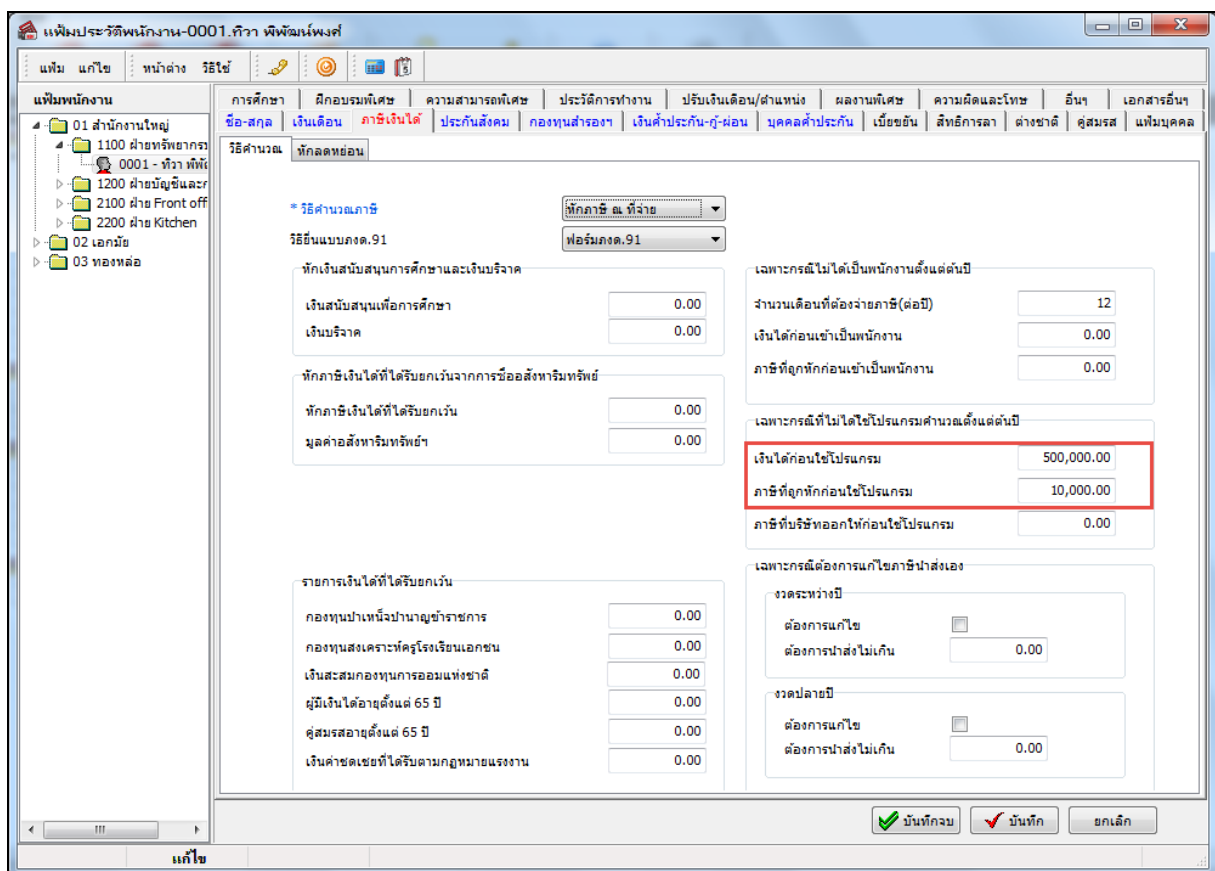 แฟ้มประวัติพนักงาน-0001.ทิวา พิพัฒน์พงศ์
แฟ้ม แก้ไข หน้าต่าง วิธีใช้
แฟ้มพนักงาน
01 สำนักงานใหญ่
1100 ฝ่ายทรัพยากร
0001 - ทิวา พิพั
1200 ฝ่ายบัญชีและ
2100 ฝ่าย Front off
2200 ฝ่าย Kitchen
02 เอกมัย
03 ทองหล่อ
การศึกษา ฝึกอบรมพิเศษ ความสามารถพิเศษ ประวัติการทำงาน ปรับเงินเดือน/ตำแหน่ง ผลงานพิเศษ ความผิดและโทษ อื่นๆ เอกสารอื่นๆ
ชื่อ-สกุล เงินเดือน ภาษีเงินได้ ประกันสังคม กองทุนสำรองฯ เงินค้ำประกัน-กู้-ผ่อน บุคคลค้ำประกัน เบี้ยขยัน สิทธิการลา ต่างชาติ คู่สมรส แฟ้มบุคคล
วิธีคำนวณ หักลดหย่อน
* วิธีคำนวณภาษี หักภาษี ณ ที่จ่าย
วิธียื่นแบบภงด.91 ฟอร์มภงด.91
หักเงินสนับสนุนการศึกษาและเงินบริจาค
เงินสนับสนุนเพื่อการศึกษา 0.00
เงินบริจาค 0.00
หักภาษีเงินได้ที่ได้รับยกเว้นจากการซื้ออสังหาริมทรัพย์
หักภาษีเงินได้ที่ได้รับยกเว้น 0.00
มูลค่าอสังหาริมทรัพย์ฯ 0.00
รายการเงินได้ที่ได้รับยกเว้น
กองทุนบำเหน็จบำนาญข้าราชการ 0.00
กองทุนสงเคราะห์ครูโรงเรียนเอกชน 0.00
เงินสะสมกองทุนการออมแห่งชาติ 0.00
ผู้มีเงินได้อายุตั้งแต่ 65 ปี 0.00
คู่สมรสอายุตั้งแต่ 65 ปี 0.00
เงินค่าชดเชยที่ได้รับตามกฎหมายแรงงาน 0.00
เฉพาะกรณีไม่ได้เป็นพนักงานตั้งแต่ต้นปี
จำนวนเดือนที่ต้องจ่ายภาษี(ต่อปี) 12
เงินได้ก่อนเข้าเป็นพนักงาน 0.00
ภาษีที่ถูกหักก่อนเข้าเป็นพนักงาน 0.00
เฉพาะกรณีที่ไม่ได้ใช้โปรแกรมคำนวณตั้งแต่ต้นปี
เงินได้ก่อนใช้โปรแกรม 500,000.00
ภาษีที่ถูกหักก่อนใช้โปรแกรม 10,000.00
ภาษีที่บริษัทออกให้ก่อนใช้โปรแกรม 0.00
เฉพาะกรณีต้องการแก้ไขภาษีนำส่งเอง
งวดระหว่างปี
ต้องการแก้ไข
ต้องการนำส่งไม่เกิน 0.00
งวดปลายปี
ต้องการแก้ไข
ต้องการนำส่งไม่เกิน 0.00
บันทึกจบ บันทึก ยกเลิก
แก้ไข